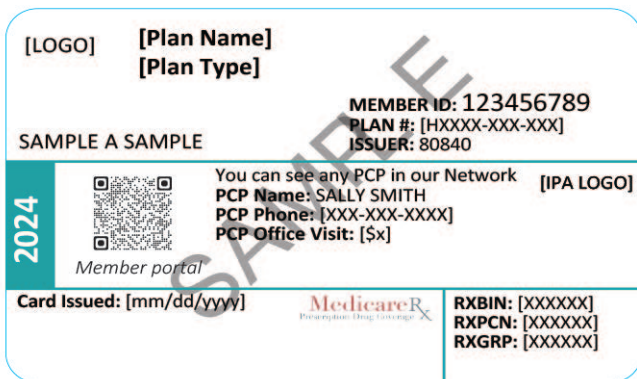 [LOGO]
[Plan Name]
[Plan Type]
MEMBER ID: 123456789
PLAN #: [HXXXX-XXX-XXX]
ISSUER: 80840
SAMPLE A SAMPLE
2024
Member portal
You can see any PCP in our Network
PCP Name: SALLY SMITH
PCP Phone: [XXX-XXX-XXXX]
PCP Office Visit: [$x]
[IPA LOGO]
SAMPLE
Card Issued: [mm/dd/yyyy]
MedicareRx
Prescription Drug Coverage
RXBIN: [XXXXXX]
RXPCN: [XXXXXX]
RXGRP: [XXXXXX]